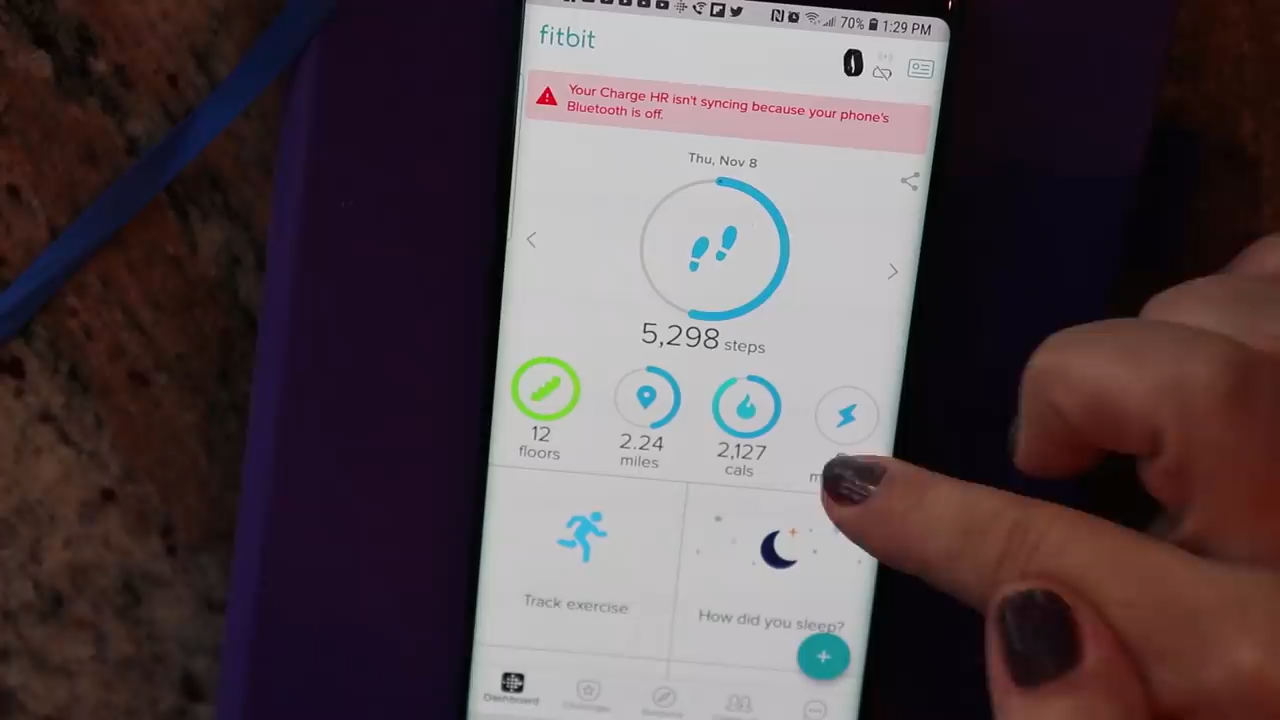 70% 1:29 PM
fitbit
Your Charge HR isn't syncing because your phone's
Bluetooth is off.
Thu, Nov 8
5,298 steps
12
floors
2.24
miles
2,127
cals
Track exercise
How did you sleep?
+
Dashboard